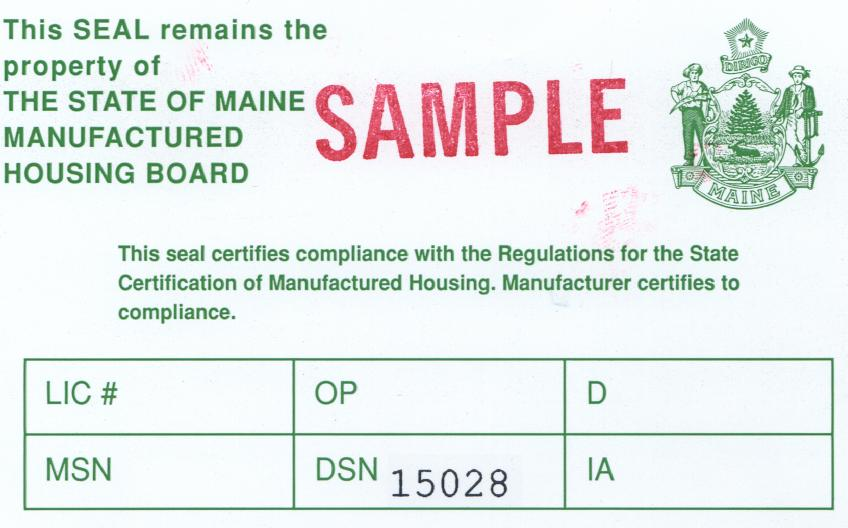 This SEAL remains the
property of
THE STATE OF MAINE
MANUFACTURED
HOUSING BOARD
SAMPLE
DIRIGO
MAINE
This seal certifies compliance with the Regulations for the State
Certification of Manufactured Housing. Manufacturer certifies to
compliance.
LIC # OP D
MSN DSN 15028 IA